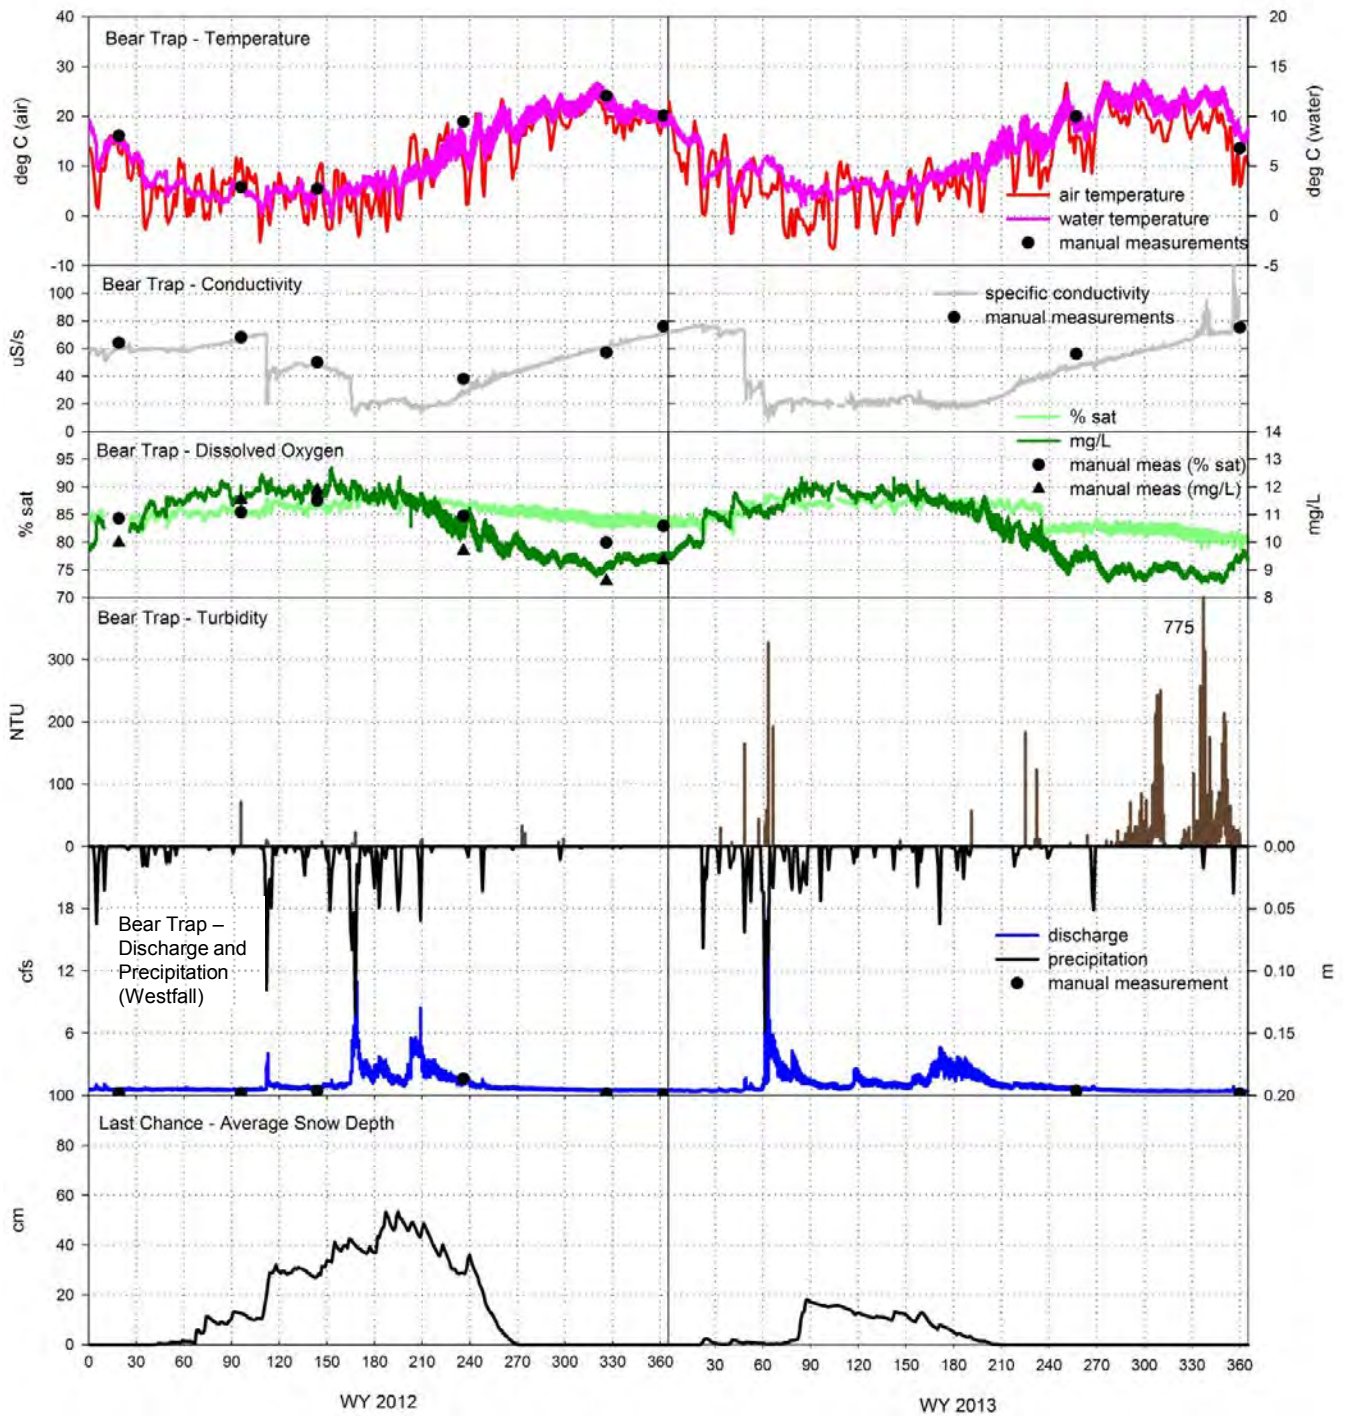 Bear Trap - Temperature
40
30
20
10
0
-10
deg C (air)
20
15
10
5
0
-5
deg C (water)
air temperature
water temperature
manual measurements
Bear Trap - Conductivity
100
80
60
40
20
0
uS/s
specific conductivity
manual measurements
Bear Trap - Dissolved Oxygen
95
90
85
80
75
70
% sat
14
13
12
11
10
9
8
mg/L
% sat
mg/L
manual meas (% sat)
manual meas (mg/L)
Bear Trap - Turbidity
300
200
100
0
NTU
775
Bear Trap –
Discharge and
Precipitation
(Westfall)
18
12
6
cfs
0.00
0.05
0.10
0.15
0.20
m
discharge
precipitation
manual measurement
Last Chance - Average Snow Depth
100
80
60
40
20
0
cm
0 30 60 90 120 150 180 210 240 270 300 330 360 30 60 90 120 150 180 210 240 270 300 330 360
WY 2012
WY 2013